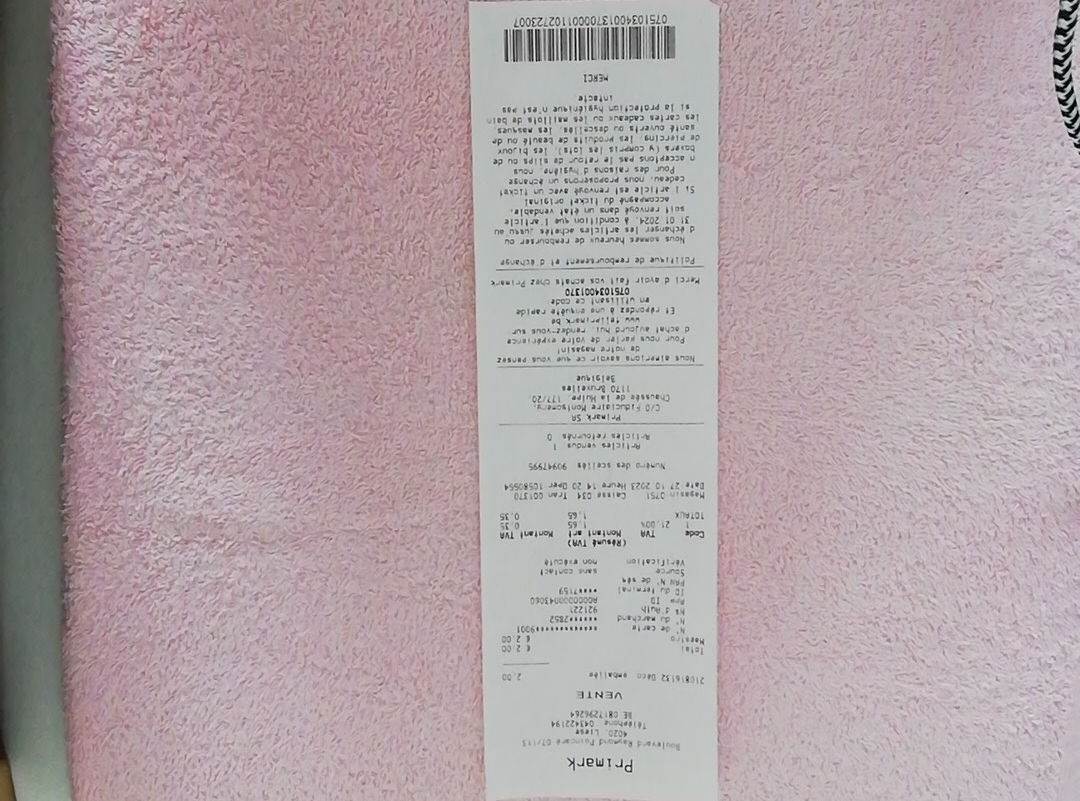 Primark
Boulevard Raymond Poincaré 07/113
4020, Liege
Téléphone 043422194
BE 0817296264
VENTE
210816132 Déco emballée 2.00
Total € 2.00
Maestro € 2.00
N° de carte ************9001
N° du marchand ******2852
N§ d'Auth 921221
App ID A0000000043060
ID du terminal ****7159
PAN N° de séq
Source sans contact
Vérification non exécuté
(Résumé TVA)
Code TVA Montant art Montant TVA
1 21.00% 1.65 0.35
TOTAUX 1.65 0.35
Magasin 0751 Caisse 034 Tran 001370
Date 27.10.2023 Heure 14:20 Oper 10580554
Numéro des scellés 90947995
Articles vendus 1
Articles retournés 0
Primark SA
C/O Fiduciaire Montgomery,
Chaussée de la Hulpe, 177/20,
1170 Bruxelles
Belgique
Nous aimerions savoir ce que vous pensez
de notre magasin!
Pour nous parler de votre expérience
d'achat aujourd'hui, rendez-vous sur
www.tellprimark.be
Et répondez à une enquête rapide
en utilisant ce code
0751034001370
Merci d'avoir fait vos achats chez Primark
Politique de remboursement et d'échange
Nous sommes heureux de rembourser ou
d'échanger les articles achetés jusqu'au
31.01.2024, à condition que l'article
soit renvoyé dans un état vendable,
accompagné du ticket original
Si l'article est renvoyé avec un ticket
cadeau, nous proposerons un échange
Pour des raisons d'hygiène, nous
n'acceptons pas le retour de slips ou de
boxers (y compris les lots), les bijoux
de piercing, les produits de beauté ou de
santé ouverts ou descellés, les masques,
les cartes cadeaux ou les maillots de bain
si la protection hygiénique n'est pas
intacte
MERCI
0751034001370000011027230​07